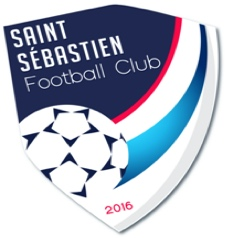 SAINT
SÉBASTIEN
Football Club
2016